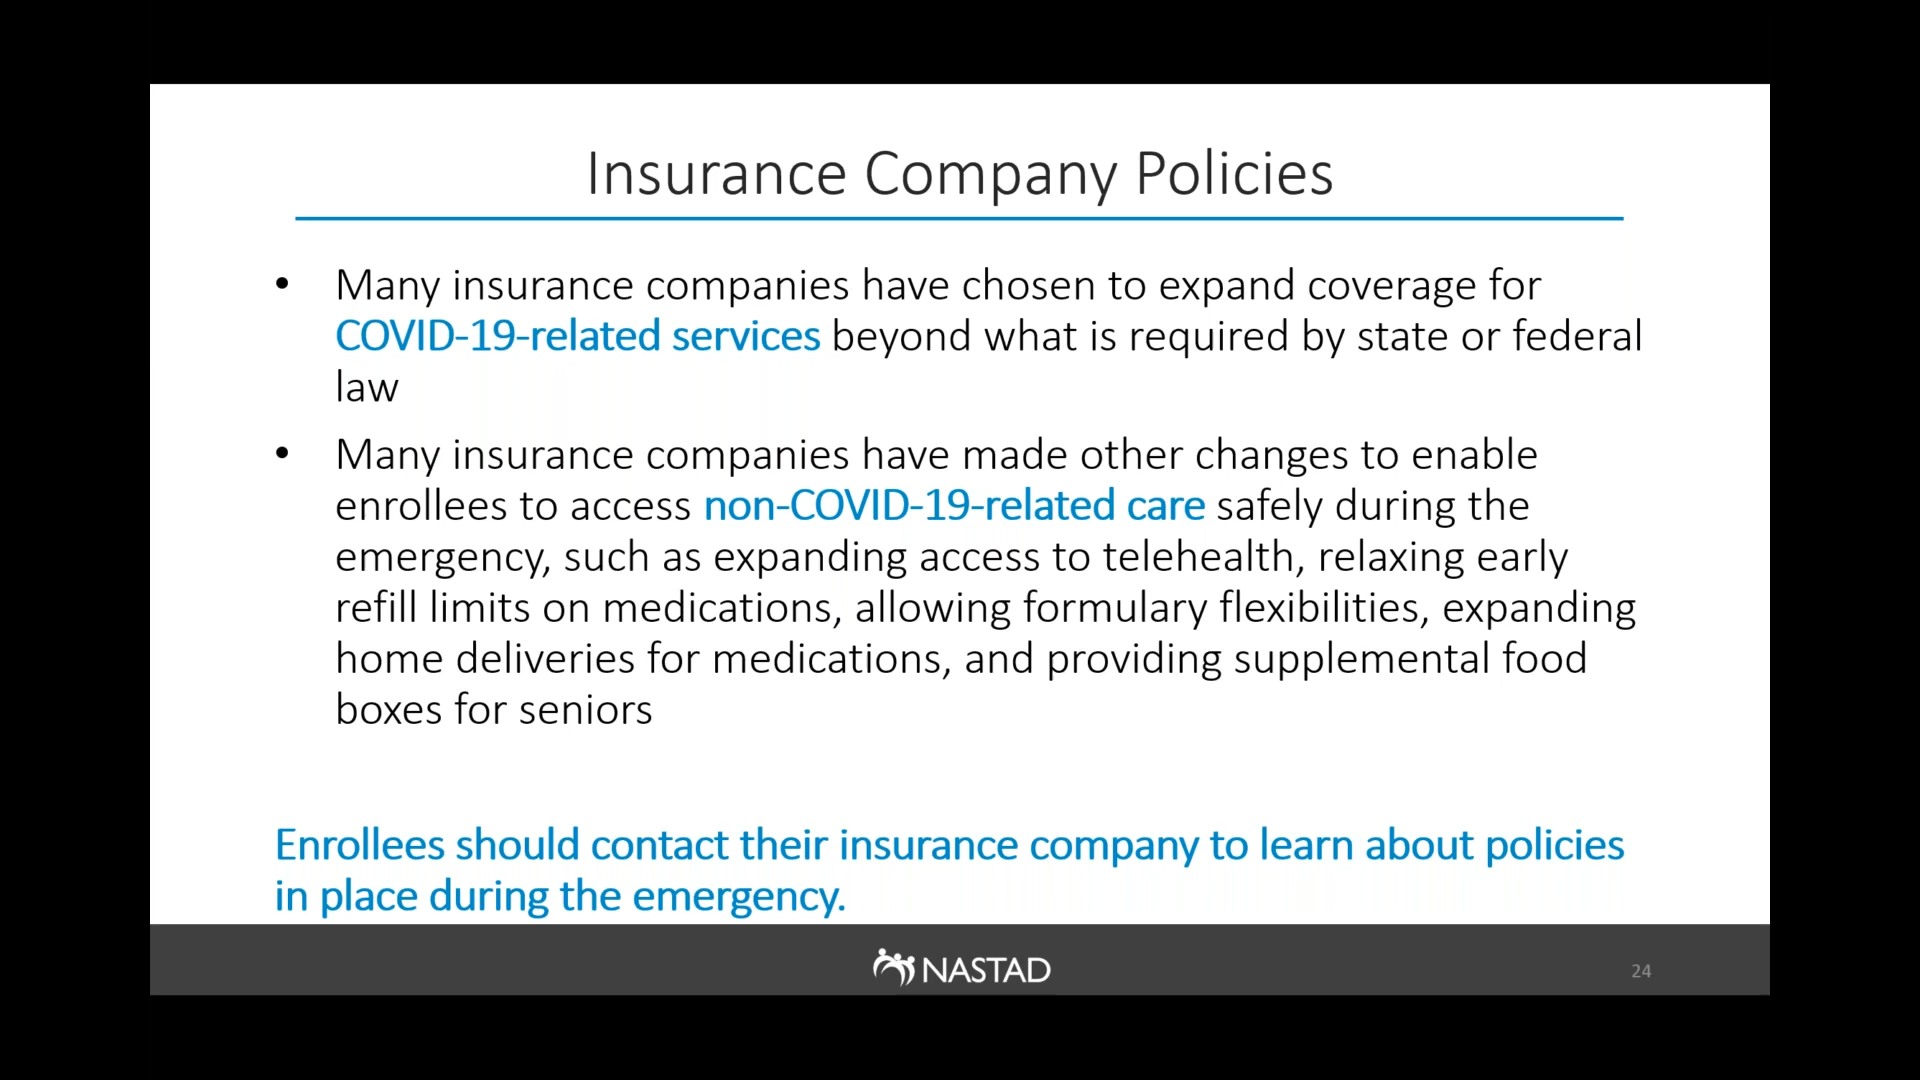 Insurance Company Policies
• Many insurance companies have chosen to expand coverage for
COVID-19-related services beyond what is required by state or federal
law
• Many insurance companies have made other changes to enable
enrollees to access non-COVID-19-related care safely during the
emergency, such as expanding access to telehealth, relaxing early
refill limits on medications, allowing formulary flexibilities, expanding
home deliveries for medications, and providing supplemental food
boxes for seniors
Enrollees should contact their insurance company to learn about policies
in place during the emergency.
NASTAD
24